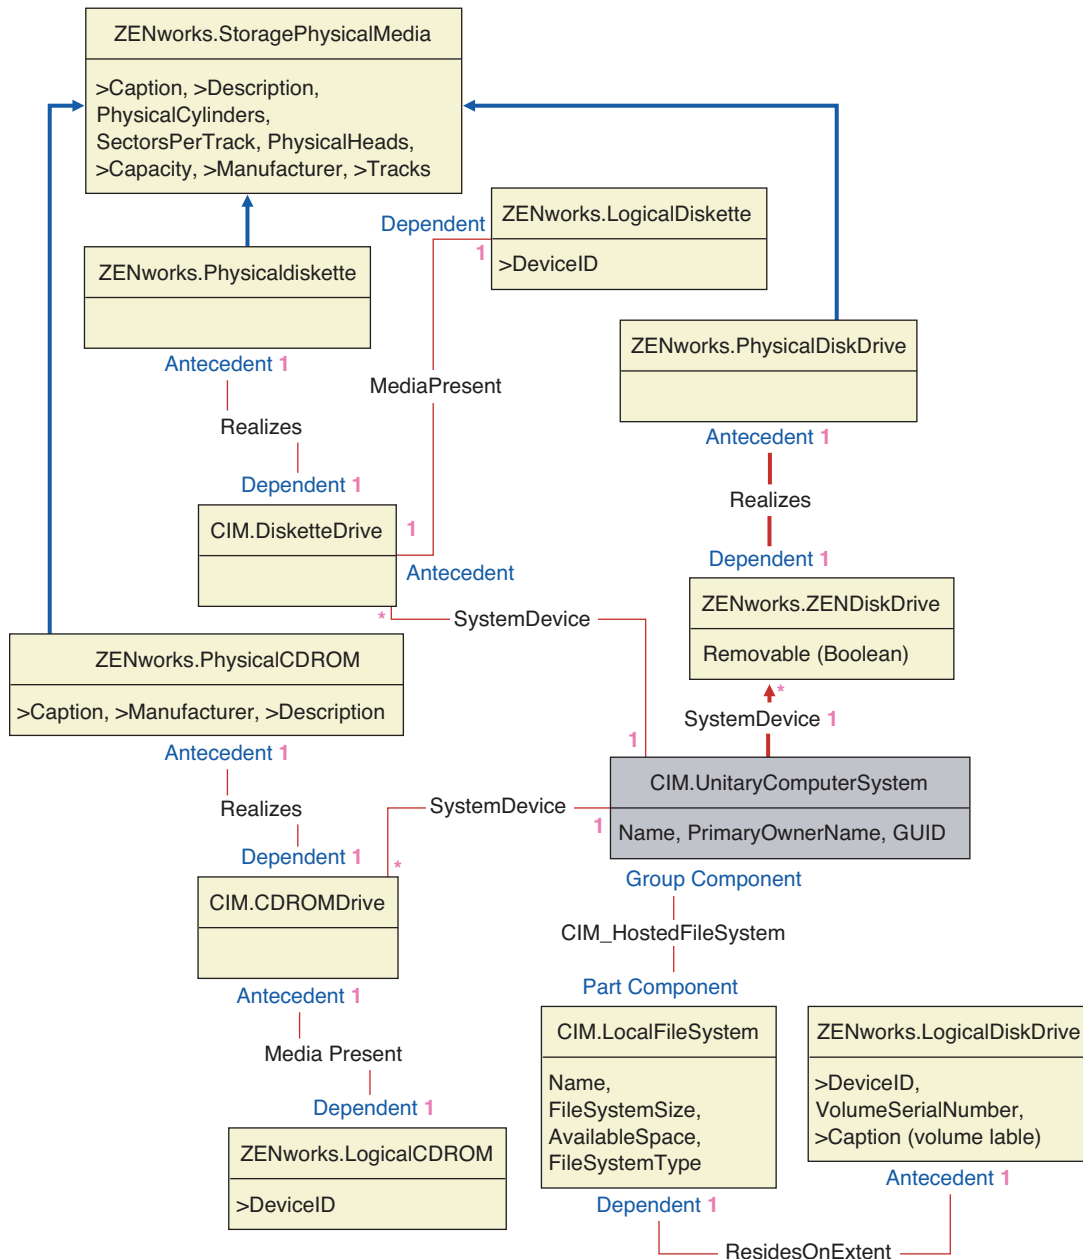 ZENworks.StoragePhysicalMedia
>Caption, >Description,
PhysicalCylinders,
SectorsPerTrack, PhysicalHeads,
>Capacity, >Manufacturer, >Tracks
Dependent
1
ZENworks.LogicalDiskette
>DeviceID
ZENworks.Physicaldiskette
Antecedent 1
Realizes
Dependent 1
MediaPresent
ZENworks.PhysicalDiskDrive
Antecedent 1
Realizes
Dependent 1
CIM.DisketteDrive
1
Antecedent
*
SystemDevice
1
ZENworks.ZENDiskDrive
Removable (Boolean)
*
SystemDevice 1
ZENworks.PhysicalCDROM
>Caption, >Manufacturer, >Description
Antecedent 1
Realizes
Dependent 1
*
SystemDevice
1
CIM.UnitaryComputerSystem
Name, PrimaryOwnerName, GUID
Group Component
CIM_HostedFileSystem
Part Component
CIM.CDROMDrive
Antecedent 1
Media Present
Dependent 1
ZENworks.LogicalCDROM
>DeviceID
CIM.LocalFileSystem
Name,
FileSystemSize,
AvailableSpace,
FileSystemType
Dependent 1
ZENworks.LogicalDiskDrive
>DeviceID,
VolumeSerialNumber,
>Caption (volume lable)
Antecedent 1
ResidesOnExtent